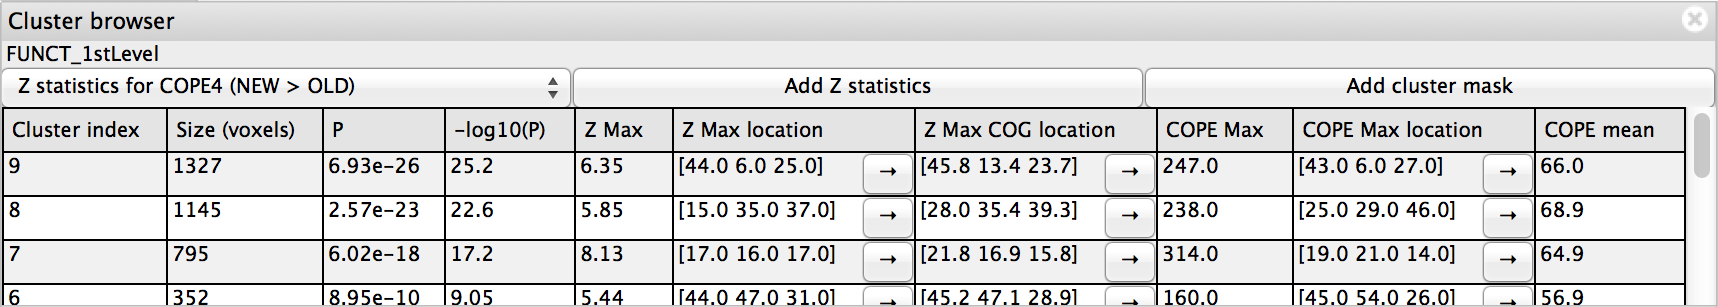 Cluster browser
FUNCT_1stLevel
Z statistics for COPE4 (NEW > OLD) Add Z statistics Add cluster mask
Cluster index Size (voxels) P -log10(P) Z Max Z Max location Z Max COG location COPE Max COPE Max location COPE mean
9 1327 6.93e-26 25.2 6.35 [44.0 6.0 25.0] → [45.8 13.4 23.7] → 247.0 [43.0 6.0 27.0] → 66.0
8 1145 2.57e-23 22.6 5.85 [15.0 35.0 37.0] → [28.0 35.4 39.3] → 238.0 [25.0 29.0 46.0] → 68.9
7 795 6.02e-18 17.2 8.13 [17.0 16.0 17.0] → [21.8 16.9 15.8] → 314.0 [19.0 21.0 14.0] → 64.9
6 352 8.95e-10 9.05 5.44 [44.0 47.0 31.0] → [45.2 47.1 28.9] → 160.0 [45.0 54.0 26.0] → 56.9